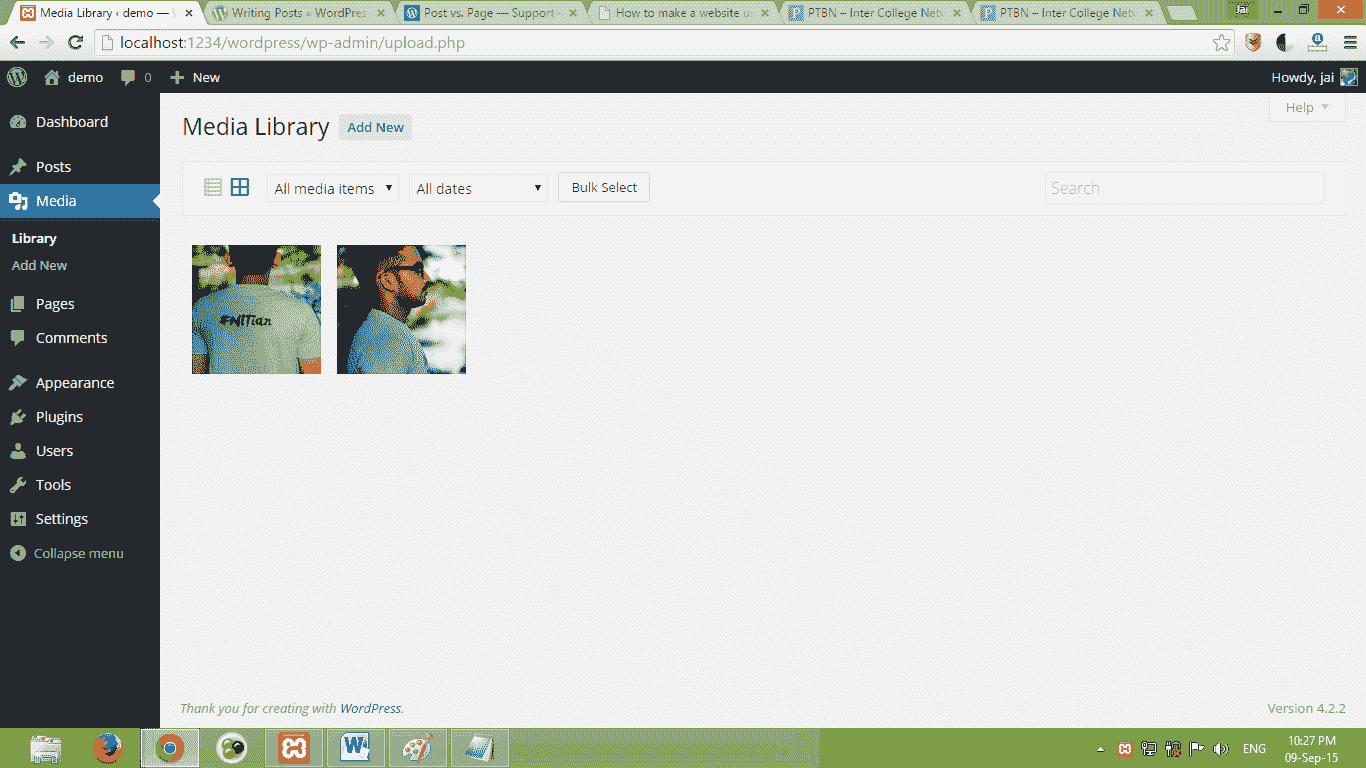 Media Library ‹ demo — W
Writing Posts « WordPres
Post vs. Page — Support
How to make a website u
PTBN – Inter College Netw
PTBN – Inter College Netw
jai
localhost:1234/wordpress/wp-admin/upload.php
demo
0
New
Howdy, jai
Dashboard
Posts
Media
Library
Add New
Pages
Comments
Appearance
Plugins
Users
Tools
Settings
Collapse menu
Help
Media Library
Add New
All media items
All dates
Bulk Select
Search
#NITian
Thank you for creating with WordPress.
Version 4.2.2
ENG
10:27 PM
09-Sep-15